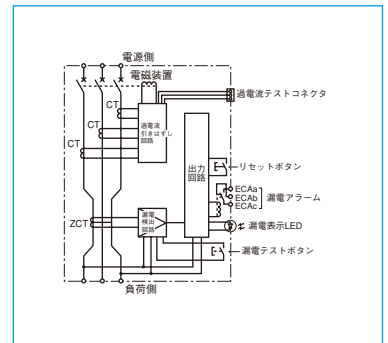 電源側
電磁装置
過電流テストコネクタ
CT
過電流
引きはずし
回路
CT
CT
出力
回路
リセットボタン
ECAa
ECAb
ECAc
漏電アラーム
ZCT
漏電
検出
回路
漏電表示LED
漏電テストボタン
負荷側